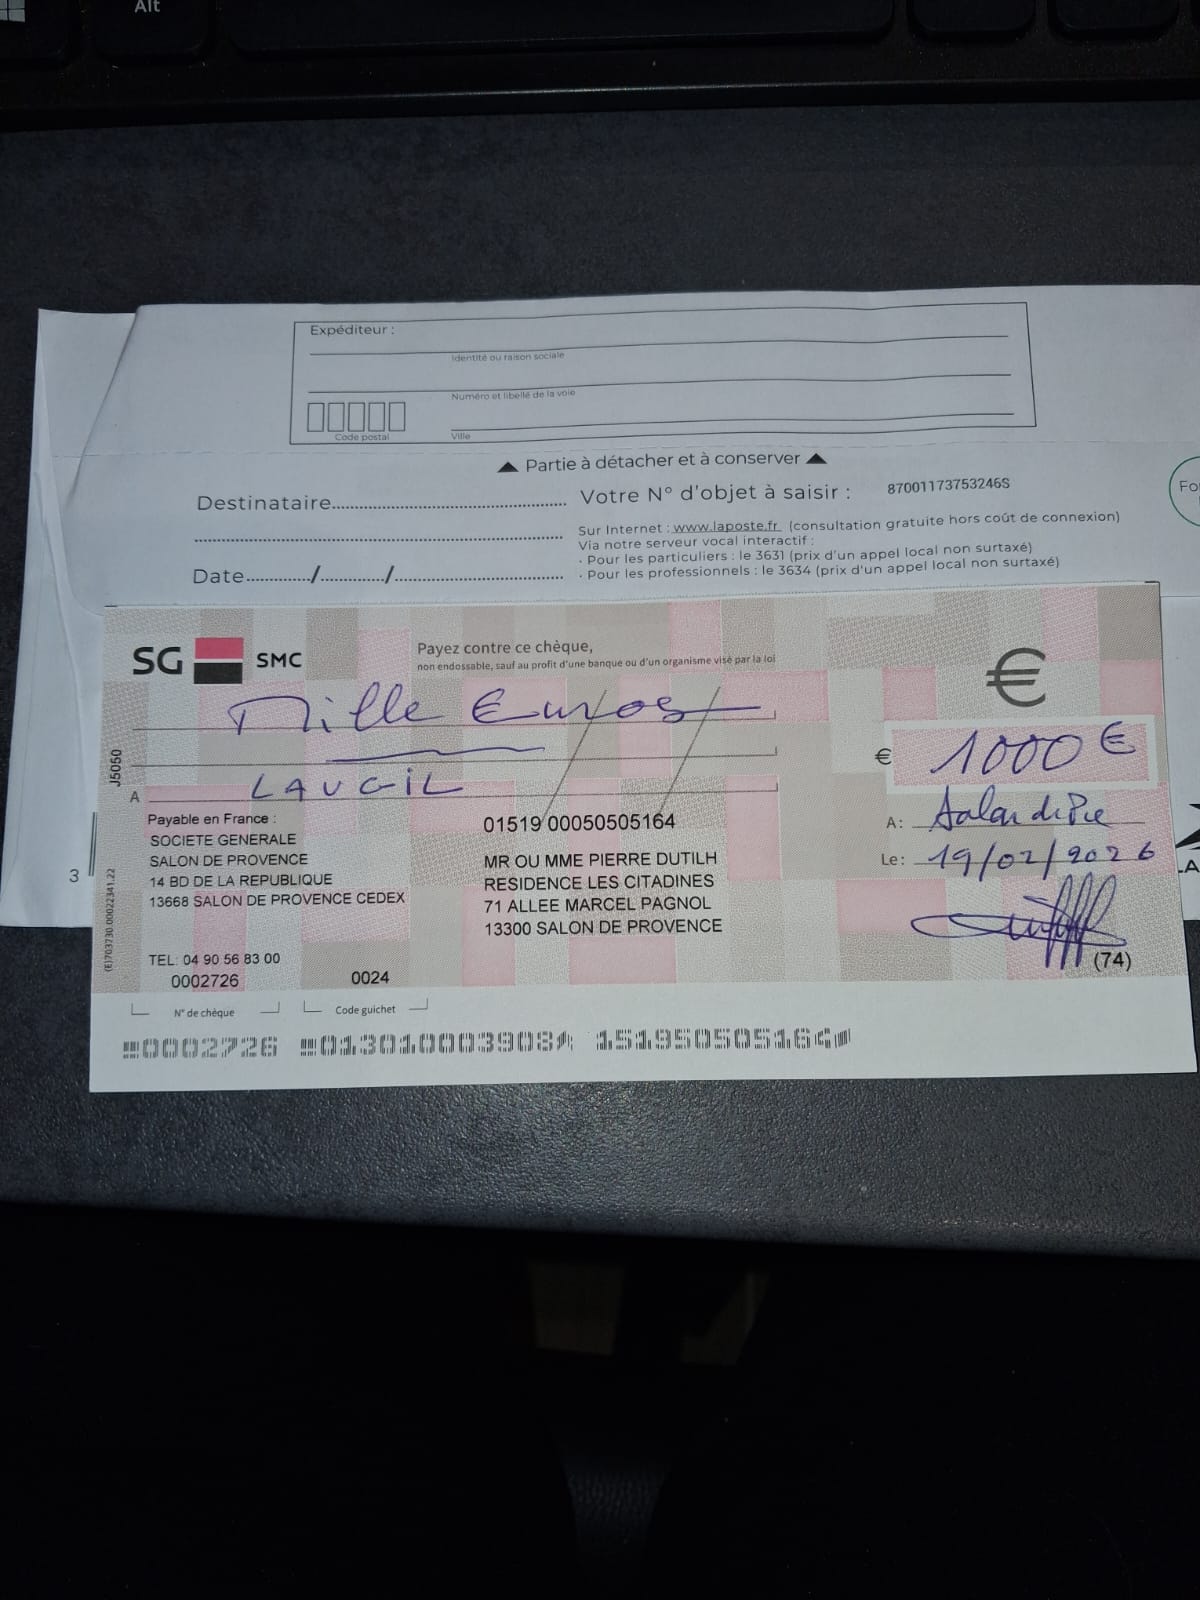 Alt
Expéditeur :
Identité ou raison sociale
Numéro et libellé de la voie
Code postal
Ville
Partie à détacher et à conserver
Destinataire
Votre N° d'objet à saisir : 87001173753246S
Sur Internet : www.laposte.fr (consultation gratuite hors coût de connexion)
Via notre serveur vocal interactif :
· Pour les particuliers : le 3631 (prix d'un appel local non surtaxé)
· Pour les professionnels : le 3634 (prix d'un appel local non surtaxé)
Date............/............/
3
SG SMC
Payez contre ce chèque,
non endossable, sauf au profit d'une banque ou d'un organisme visé par la loi
€
Mille Euros
€ 1000 €
J5050
A LAUGIL
Payable en France :
SOCIETE GENERALE
SALON DE PROVENCE
14 BD DE LA REPUBLIQUE
13668 SALON DE PROVENCE CEDEX
TEL: 04 90 56 83 00
01519 00050505164
MR OU MME PIERRE DUTILH
RESIDENCE LES CITADINES
71 ALLEE MARCEL PAGNOL
13300 SALON DE PROVENCE
A: Salon de
Le: 19/02/2026
(74)
0002726
0024
N° de chèque
Code guichet
(E)703730.00022341.22
0002726 013010003908 151950505164